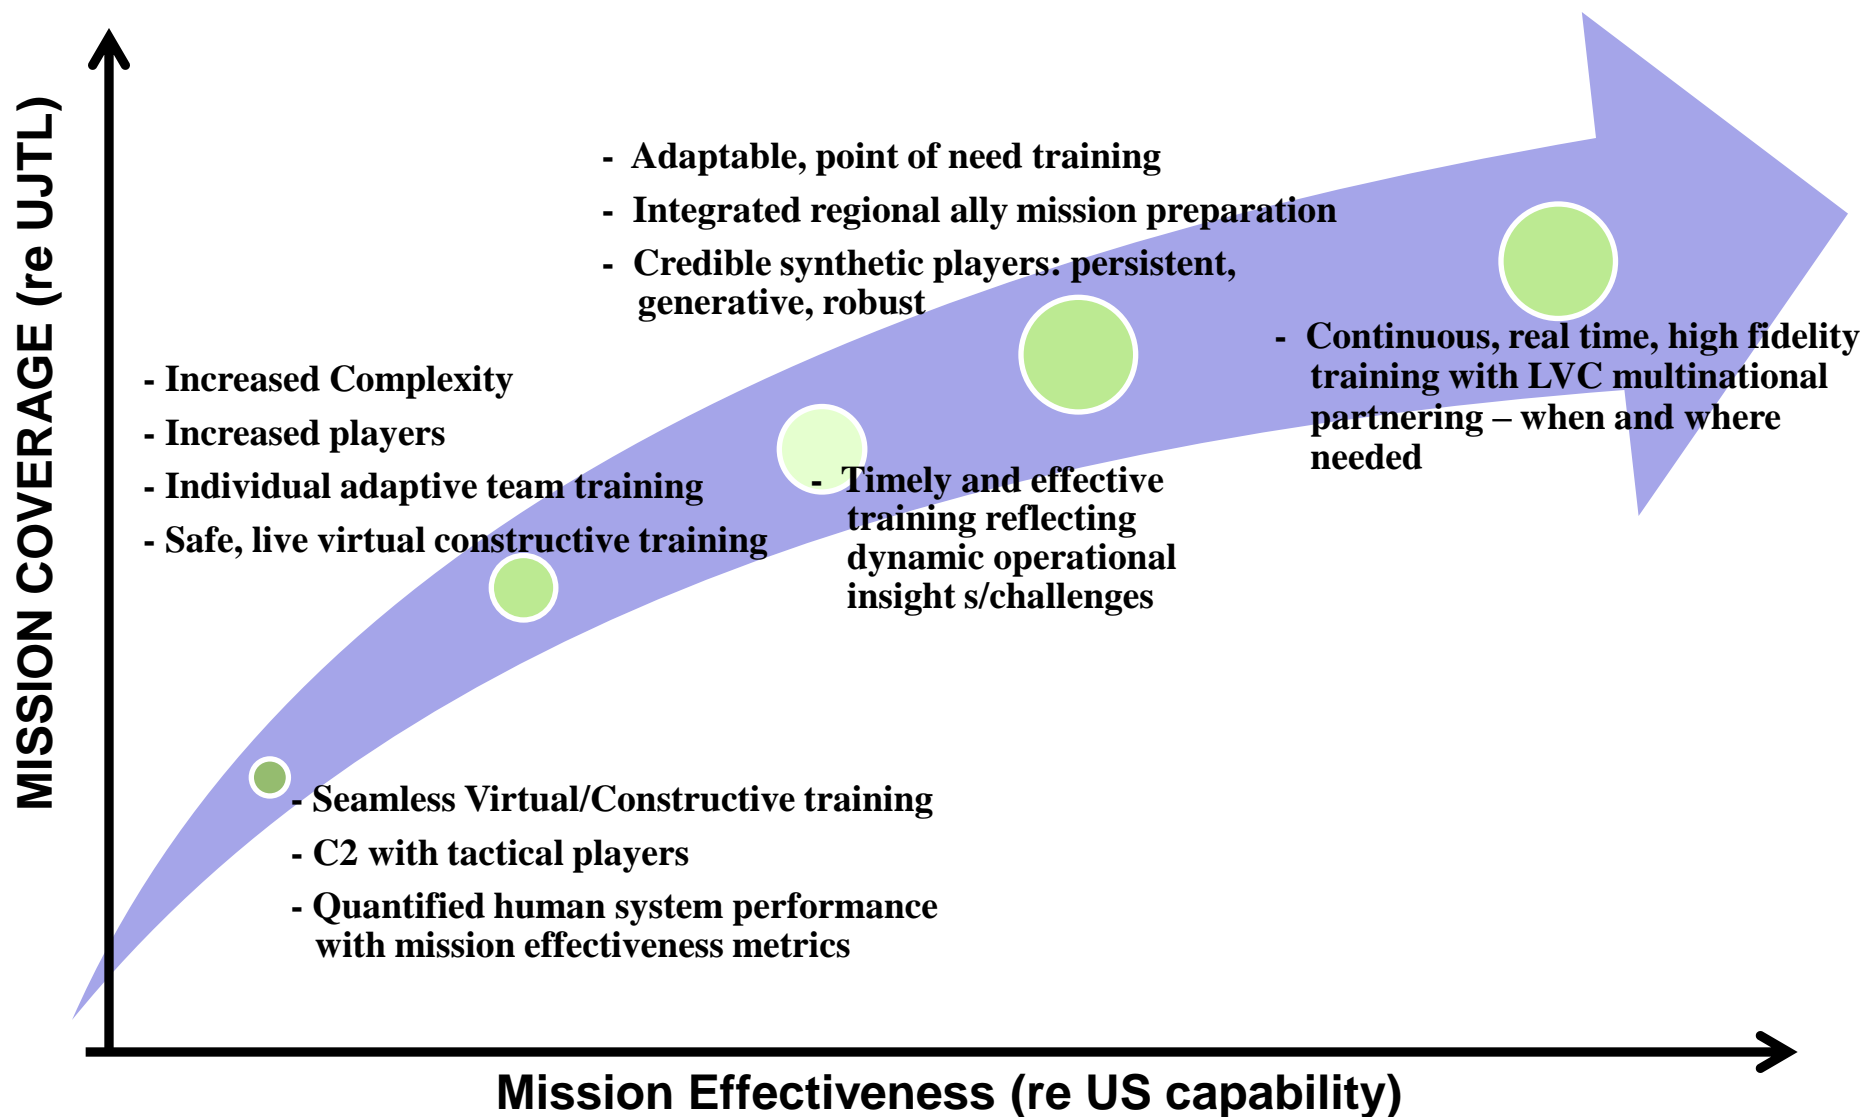 MISSION COVERAGE (re UJTL)
- Adaptable, point of need training
- Integrated regional ally mission preparation
- Credible synthetic players: persistent,
generative, robust
- Continuous, real time, high fidelity
training with LVC multinational
partnering – when and where
needed
- Increased Complexity
- Increased players
- Individual adaptive team training
- Safe, live virtual constructive training
- Timely and effective
training reflecting
dynamic operational
insight s/challenges
- Seamless Virtual/Constructive training
- C2 with tactical players
- Quantified human system performance
with mission effectiveness metrics
Mission Effectiveness (re US capability)